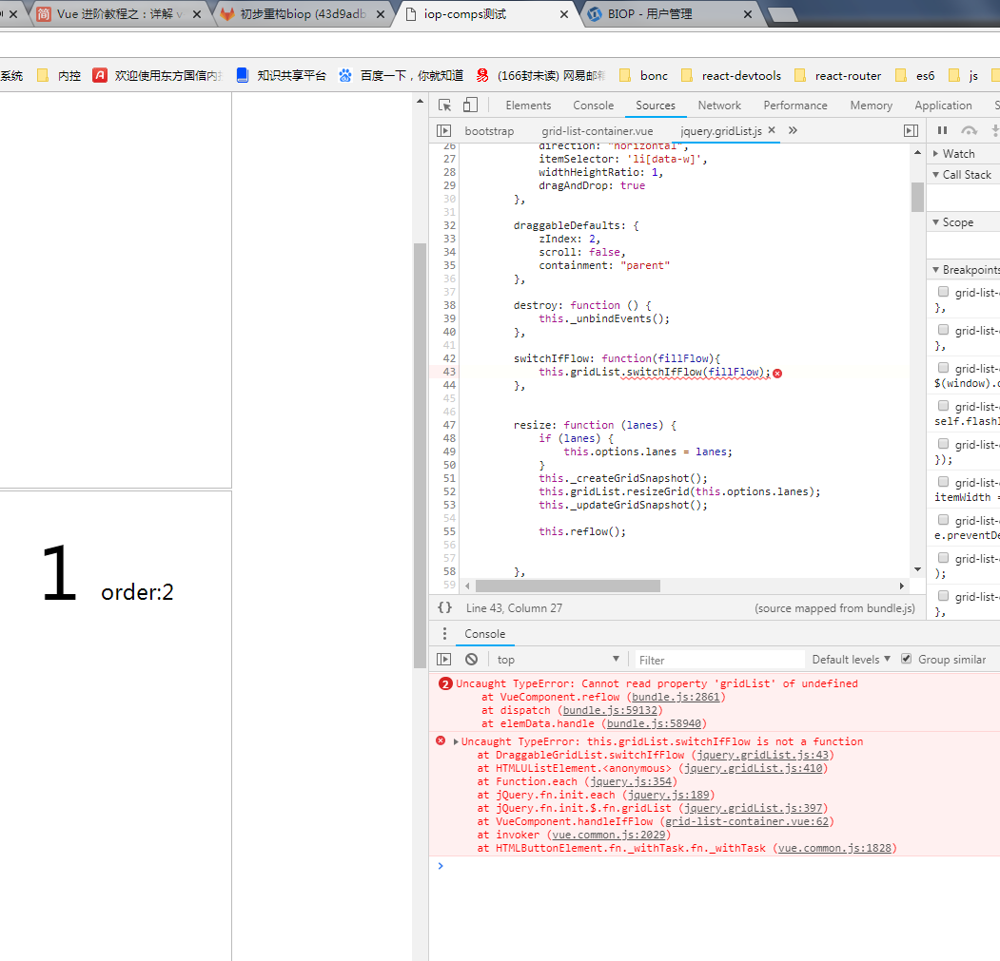 Vue 进阶教程之：详解 v
初步重构biop (43d9adb
iop-comps测试
BIOP - 用户管理
系统
内控
欢迎使用东方国信内
知识共享平台
百度一下，你就知道
(166封未读) 网易邮
bonc
react-devtools
react-router
es6
js
Elements
Console
Sources
Network
Performance
Memory
Application
bootstrap
grid-list-container.vue
jquery.gridList.js ×
»
26 direction: "horizontal",
27 itemSelector: 'li[data-w]',
28 widthHeightRatio: 1,
29 dragAndDrop: true
30 },
31
32 draggableDefaults: {
33 zIndex: 2,
34 scroll: false,
35 containment: "parent"
36 },
37
38 destroy: function () {
39 this._unbindEvents();
40 },
41
42 switchIfFlow: function(fillFlow){
43 this.gridList.switchIfFlow(fillFlow);
44 },
45
46
47 resize: function (lanes) {
48 if (lanes) {
49 this.options.lanes = lanes;
50 }
51 this._createGridSnapshot();
52 this.gridList.resizeGrid(this.options.lanes);
53 this._updateGridSnapshot();
54
55 this.reflow();
56
57
58 },
59
{} Line 43, Column 27
(source mapped from bundle.js)
Watch
Call Stack
Scope
Breakpoints
grid-list-
},
grid-list-
},
grid-list-
$(window).
grid-list-
self.flash
grid-list-
});
grid-list-
itemWidth =
grid-list-
e.preventDe
grid-list-
);
grid-list-
},
1 order:2
Console
top
Filter
Default levels
Group similar
2 Uncaught TypeError: Cannot read property 'gridList' of undefined
at VueComponent.reflow (bundle.js:2861)
at dispatch (bundle.js:59132)
at elemData.handle (bundle.js:58940)
Uncaught TypeError: this.gridList.switchIfFlow is not a function
at DraggableGridList.switchIfFlow (jquery.gridList.js:43)
at HTMLUListElement.<anonymous> (jquery.gridList.js:410)
at Function.each (jquery.js:354)
at jQuery.fn.init.each (jquery.js:189)
at jQuery.fn.init.$.fn.gridList (jquery.gridList.js:397)
at VueComponent.handleIfFlow (grid-list-container.vue:62)
at invoker (vue.common.js:2029)
at HTMLButtonElement.fn._withTask.fn._withTask (vue.common.js:1828)